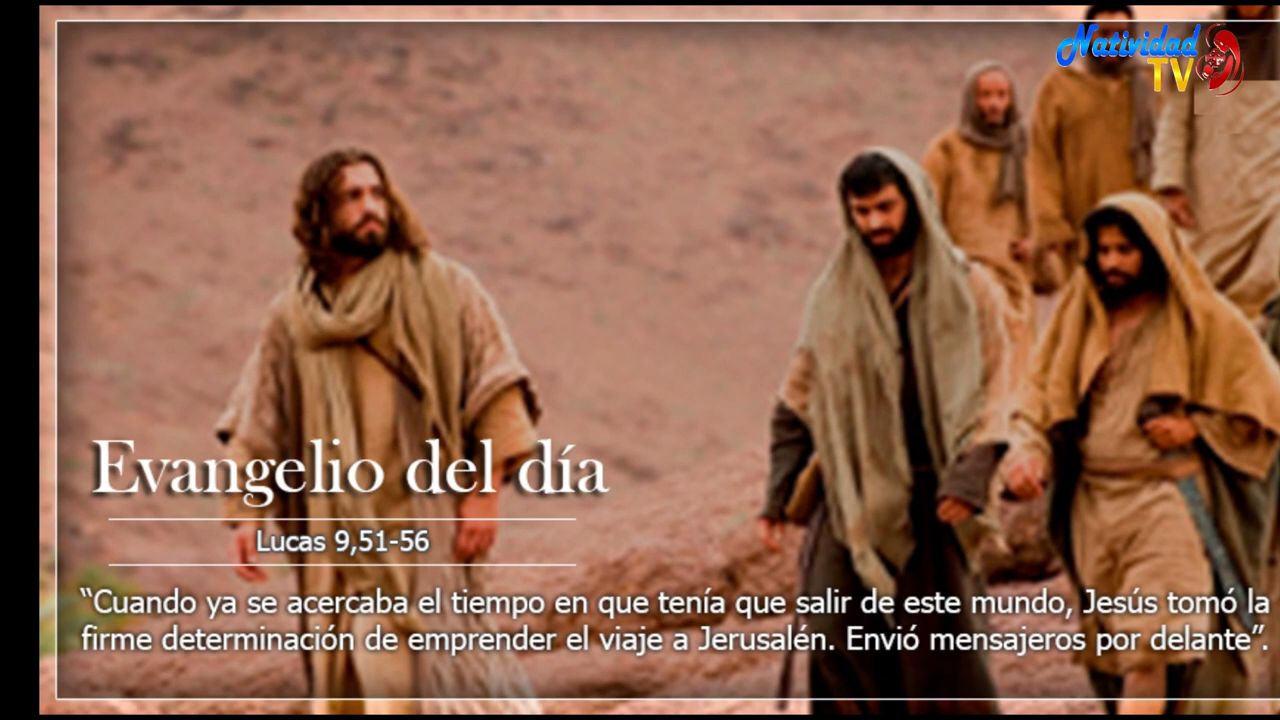 Natividad
TV
Evangelio del día
Lucas 9,51-56
“Cuando ya se acercaba el tiempo en que tenía que salir de este mundo, Jesús tomó la
firme determinación de emprender el viaje a Jerusalén. Envió mensajeros por delante”.